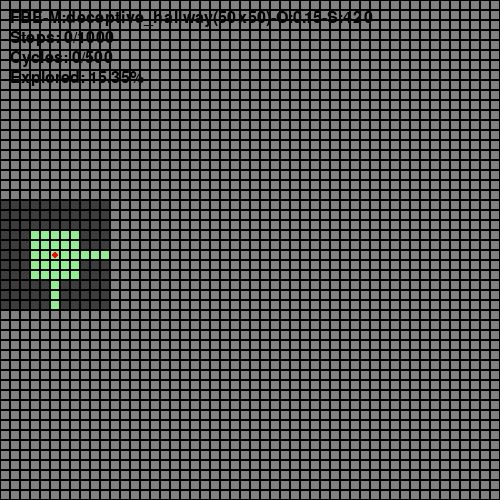 FBE-M:deceptive_hallway(50x50)-O:0.15-S:420
Steps: 0/1000
Cycles: 0/500
Explored: 15.35%